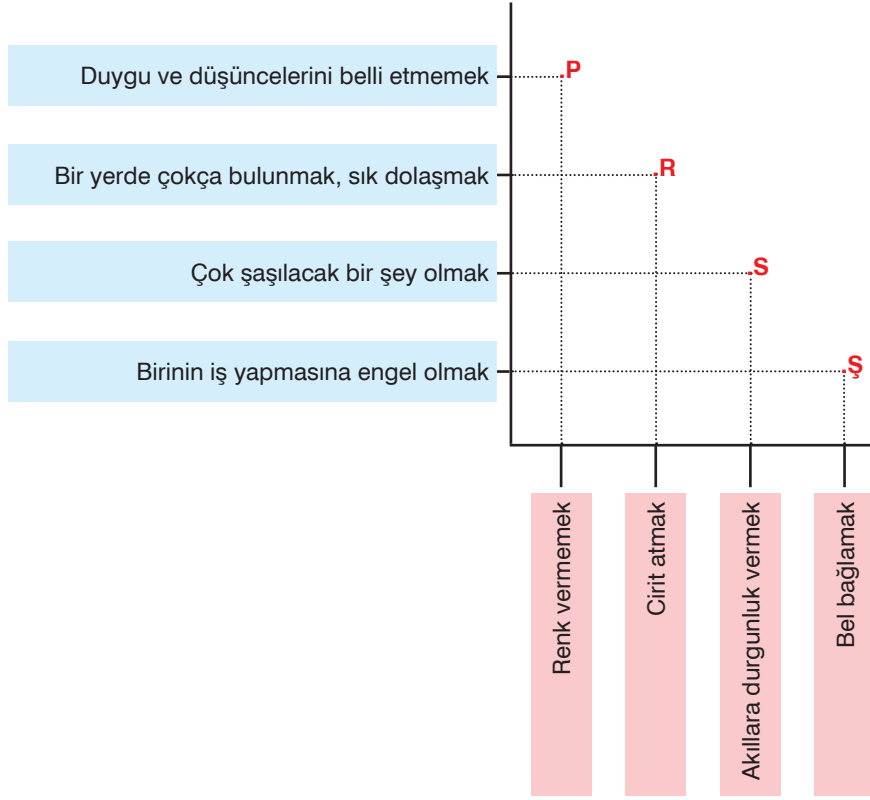 Duygu ve düşüncelerini belli etmemek
P
Bir yerde çokça bulunmak, sık dolaşmak
R
Çok şaşılacak bir şey olmak
S
Birinin iş yapmasına engel olmak
Ş
Renk vermemek
Cirit atmak
Akıllara durgunluk vermek
Bel bağlamak